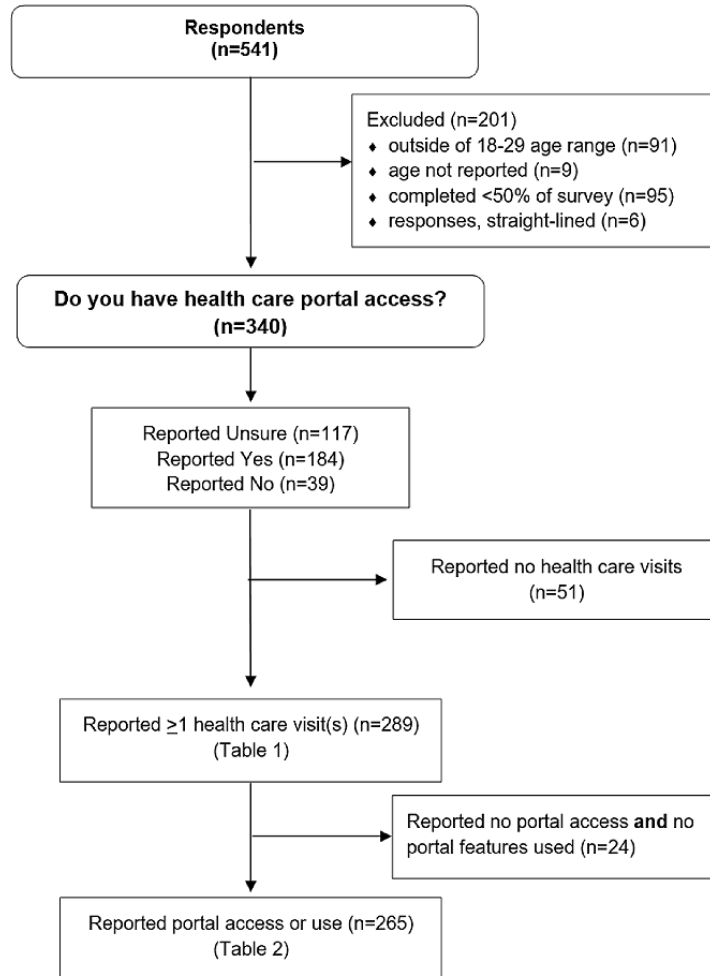 Respondents
(n=541)
Excluded (n=201)
♦ outside of 18-29 age range (n=91)
♦ age not reported (n=9)
♦ completed <50% of survey (n=95)
♦ responses, straight-lined (n=6)
Do you have health care portal access?
(n=340)
Reported Unsure (n=117)
Reported Yes (n=184)
Reported No (n=39)
Reported no health care visits
(n=51)
Reported ≥1 health care visit(s) (n=289)
(Table 1)
Reported no portal access and no
portal features used (n=24)
Reported portal access or use (n=265)
(Table 2)